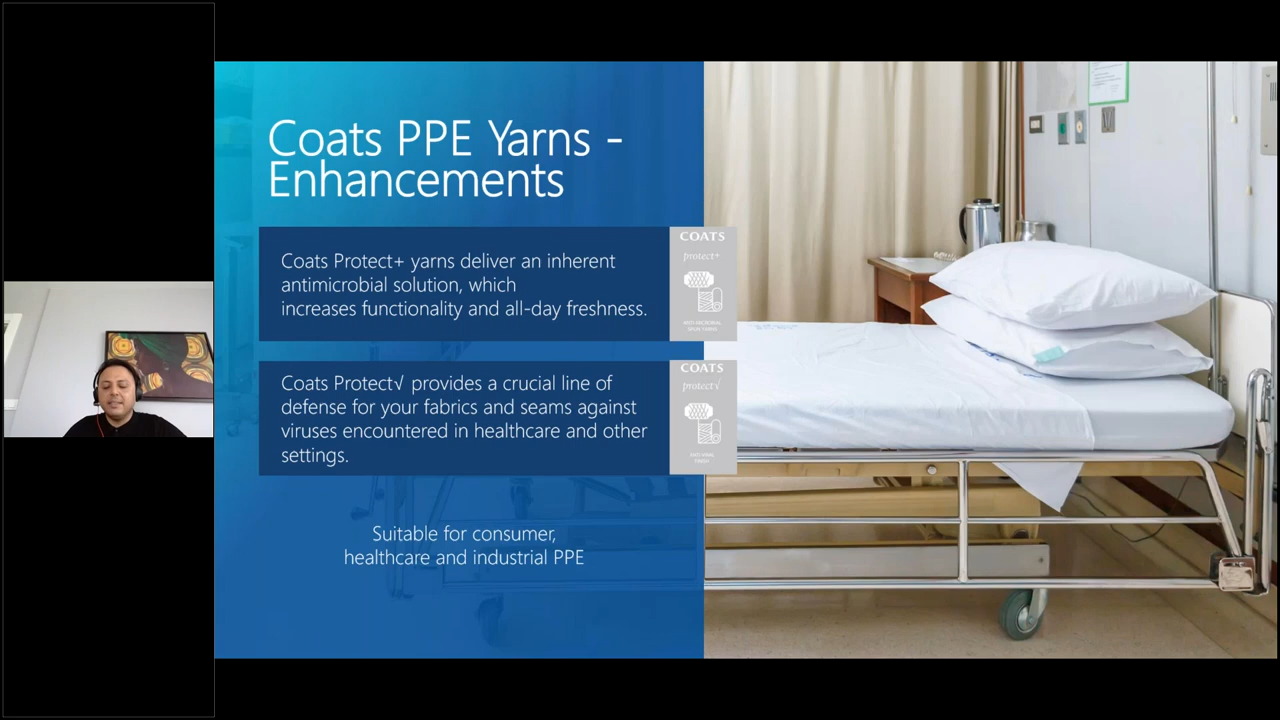 Coats PPE Yarns -
Enhancements
Coats Protect+ yarns deliver an inherent
antimicrobial solution, which
increases functionality and all-day freshness.
COATS
protect+
ANTI-MICROBIAL
SPUN YARNS
Coats Protect√ provides a crucial line of
defense for your fabrics and seams against
viruses encountered in healthcare and other
settings.
COATS
protect√
ANTI-VIRAL
FINISH
Suitable for consumer,
healthcare and industrial PPE